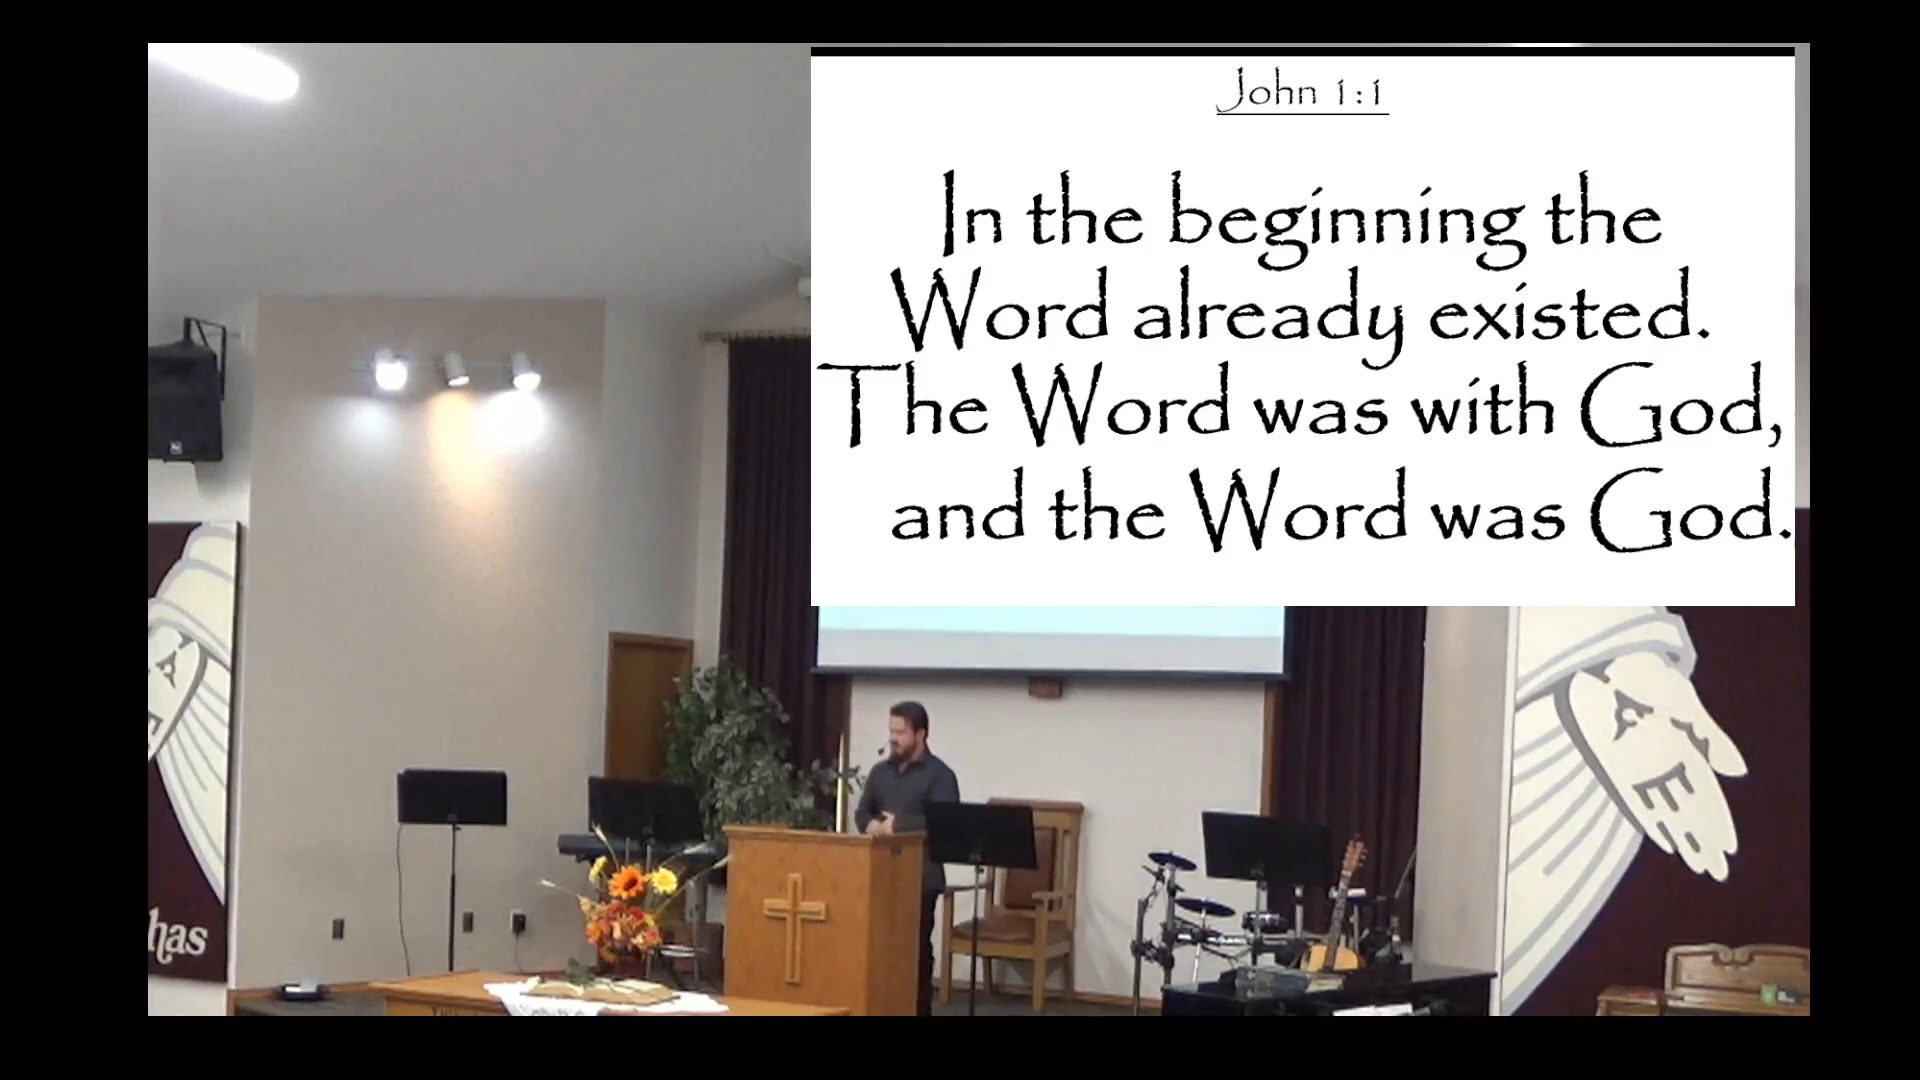 John 1:1
In the beginning the
Word already existed.
The Word was with God,
and the Word was God.
has